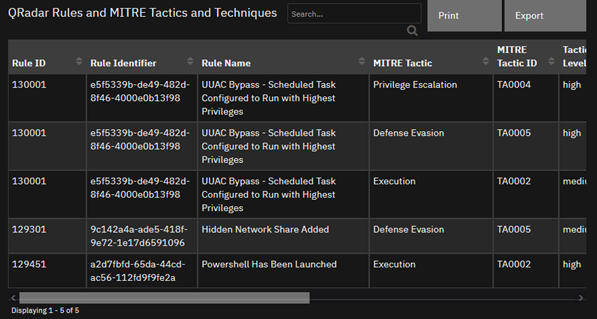 QRadar Rules and MITRE Tactics and Techniques
Search...
Print
Export
Rule ID
Rule Identifier
Rule Name
MITRE Tactic
MITRE
Tactic ID
Tactic
Level
130001
e5f5339b-de49-482d-
8f46-4000e0b13f98
UUAC Bypass - Scheduled Task
Configured to Run with Highest
Privileges
Privilege Escalation
TA0004
high
130001
e5f5339b-de49-482d-
8f46-4000e0b13f98
UUAC Bypass - Scheduled Task
Configured to Run with Highest
Privileges
Defense Evasion
TA0005
high
130001
e5f5339b-de49-482d-
8f46-4000e0b13f98
UUAC Bypass - Scheduled Task
Configured to Run with Highest
Privileges
Execution
TA0002
mediu
129301
9c142a4a-ade5-418f-
9e72-1e17d6591096
Hidden Network Share Added
Defense Evasion
TA0005
mediu
129451
a2d7fbfd-65da-44cd-
ac56-112fd9f9fe2a
Powershell Has Been Launched
Execution
TA0002
high
Displaying 1 - 5 of 5